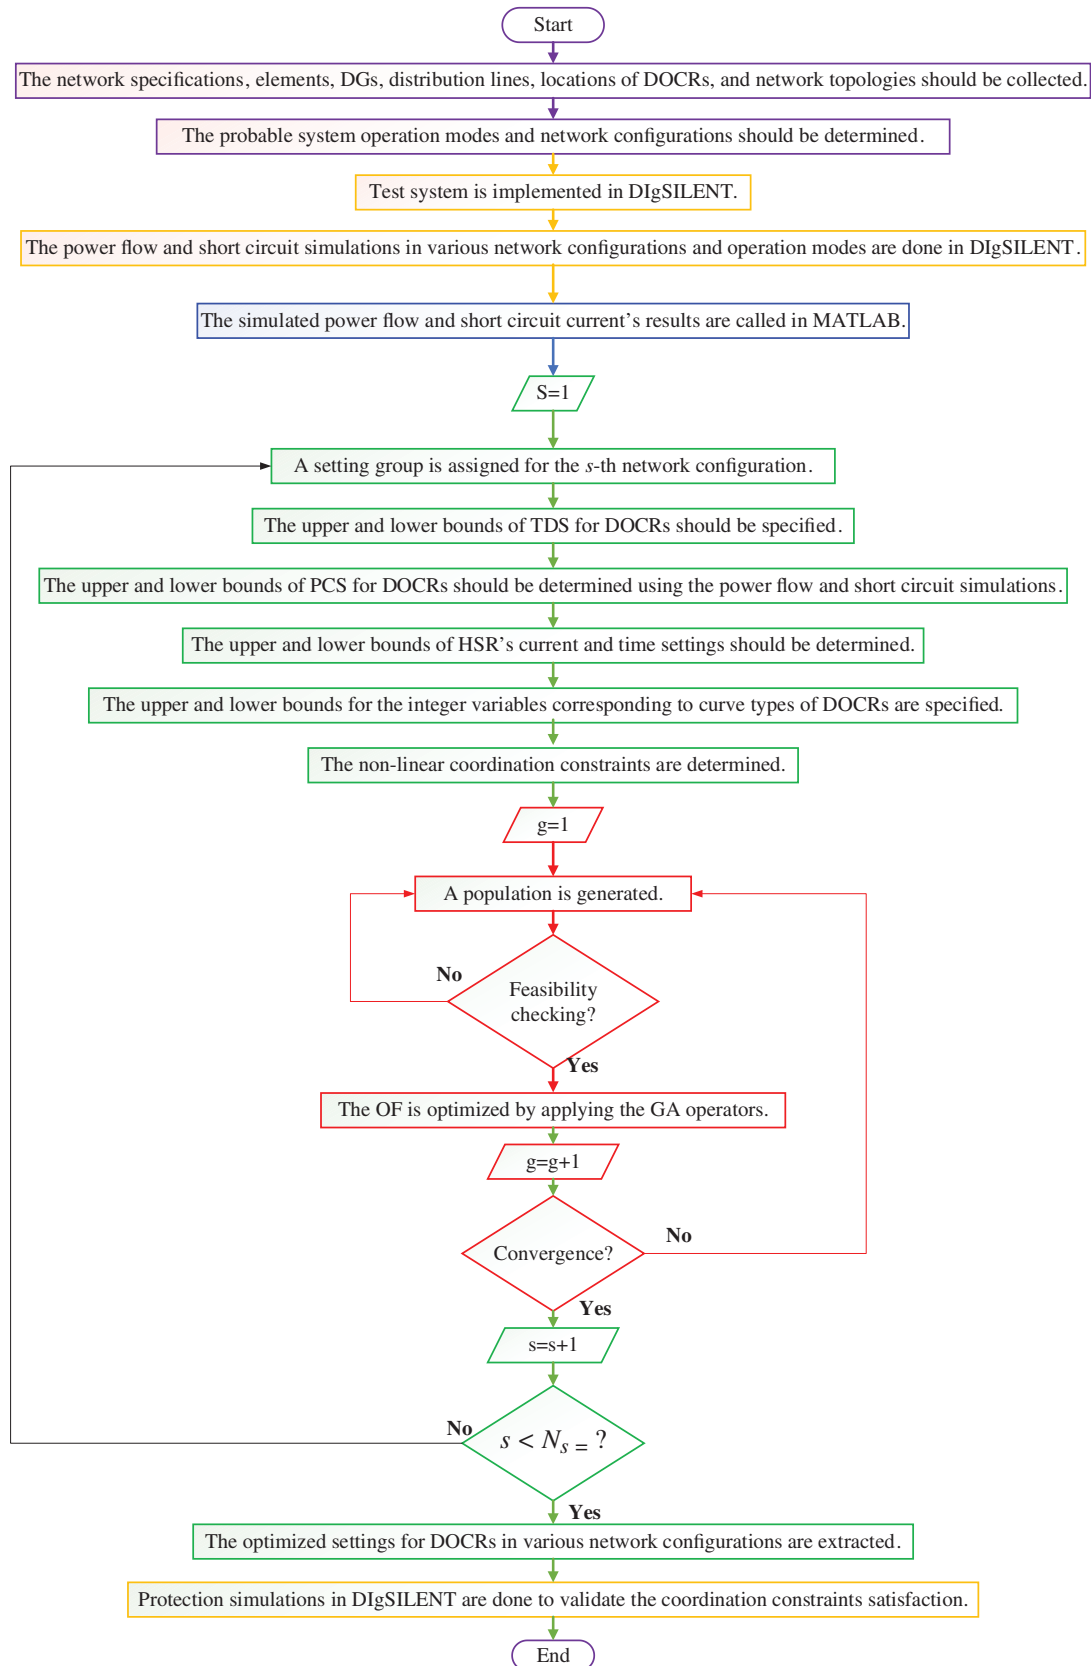 Start
The network specifications, elements, DGs, distribution lines, locations of DOCRs, and network topologies should be collected.
The probable system operation modes and network configurations should be determined.
Test system is implemented in DIgSILENT.
The power flow and short circuit simulations in various network configurations and operation modes are done in DIgSILENT.
The simulated power flow and short circuit current's results are called in MATLAB.
S=1
A setting group is assigned for the s-th network configuration.
The upper and lower bounds of TDS for DOCRs should be specified.
The upper and lower bounds of PCS for DOCRs should be determined using the power flow and short circuit simulations.
The upper and lower bounds of HSR's current and time settings should be determined.
The upper and lower bounds for the integer variables corresponding to curve types of DOCRs are specified.
The non-linear coordination constraints are determined.
g=1
A population is generated.
No
Feasibility
checking?
Yes
The OF is optimized by applying the GA operators.
g=g+1
Convergence?
No
Yes
s=s+1
No
s < Ns = ?
Yes
The optimized settings for DOCRs in various network configurations are extracted.
Protection simulations in DIgSILENT are done to validate the coordination constraints satisfaction.
End